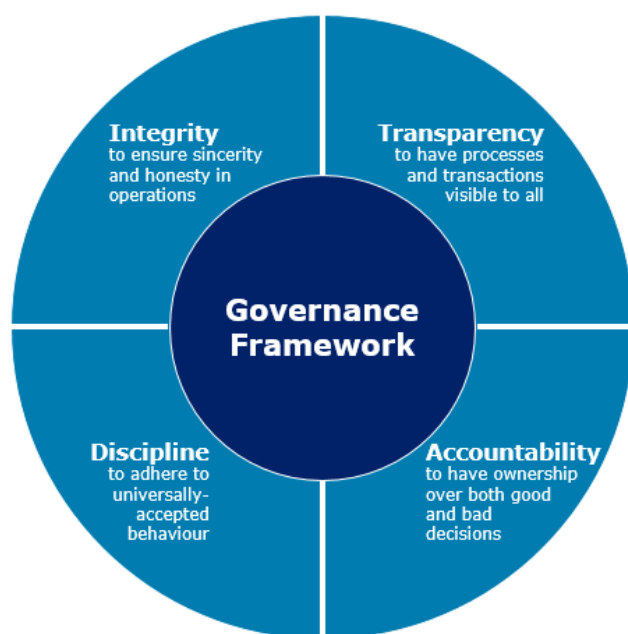 Integrity
to ensure sincerity
and honesty in
operations
Transparency
to have processes
and transactions
visible to all
Governance
Framework
Discipline
to adhere to
universally-
accepted
behaviour
Accountability
to have ownership
over both good
and bad
decisions